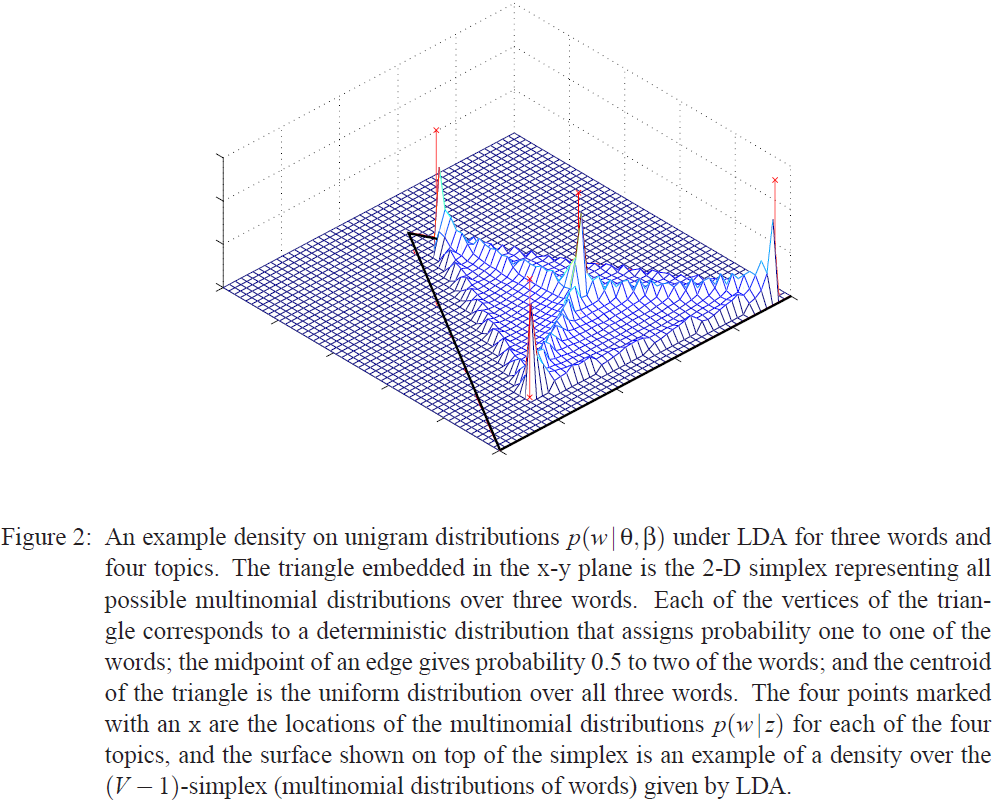 Figure 2: An example density on unigram distributions p(w|θ,β) under LDA for three words and
four topics. The triangle embedded in the x-y plane is the 2-D simplex representing all
possible multinomial distributions over three words. Each of the vertices of the trian-
gle corresponds to a deterministic distribution that assigns probability one to one of the
words; the midpoint of an edge gives probability 0.5 to two of the words; and the centroid
of the triangle is the uniform distribution over all three words. The four points marked
with an x are the locations of the multinomial distributions p(w|z) for each of the four
topics, and the surface shown on top of the simplex is an example of a density over the
(V − 1)-simplex (multinomial distributions of words) given by LDA.